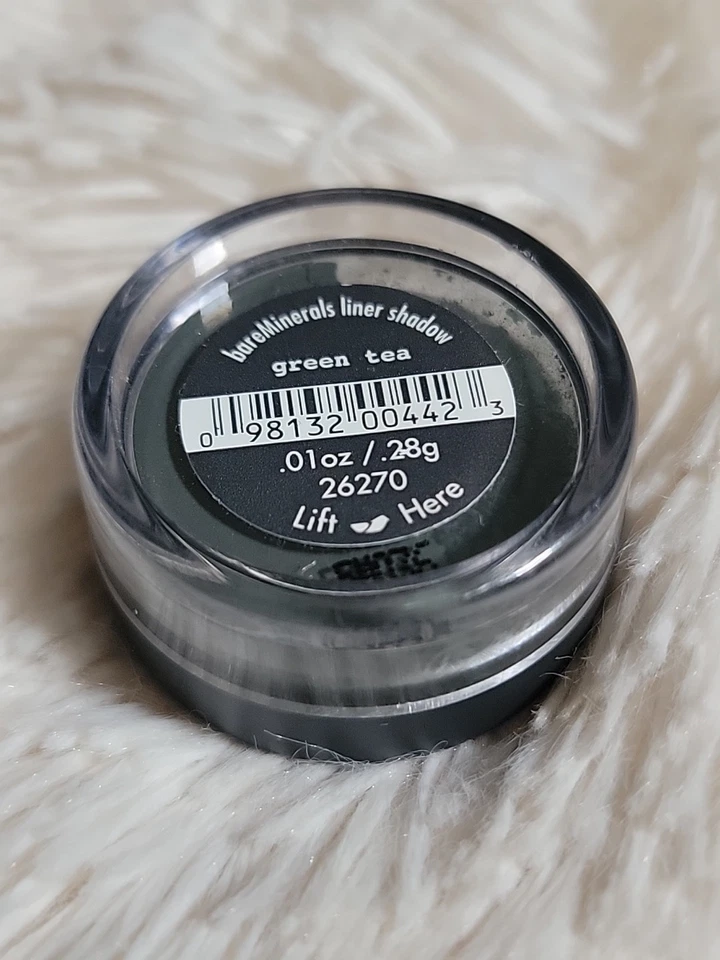 bareMinerals liner shadow
green tea
0 98132 00442 3
.01oz / .28g
26270
Lift Here